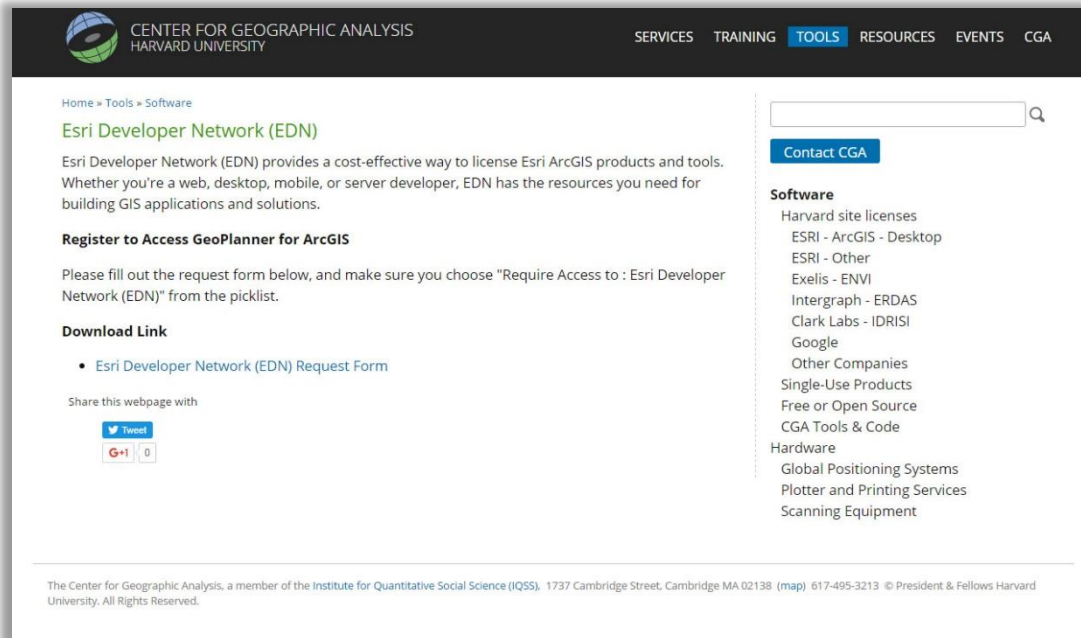 CENTER FOR GEOGRAPHIC ANALYSIS
HARVARD UNIVERSITY
SERVICES TRAINING TOOLS RESOURCES EVENTS CGA
Home » Tools » Software
Esri Developer Network (EDN)
Esri Developer Network (EDN) provides a cost-effective way to license Esri ArcGIS products and tools.
Whether you're a web, desktop, mobile, or server developer, EDN has the resources you need for
building GIS applications and solutions.
Register to Access GeoPlanner for ArcGIS
Please fill out the request form below, and make sure you choose "Require Access to : Esri Developer
Network (EDN)" from the picklist.
Download Link
• Esri Developer Network (EDN) Request Form
Share this webpage with
Tweet
G+1 0
Contact CGA
Software
Harvard site licenses
ESRI - ArcGIS - Desktop
ESRI - Other
Exelis - ENVI
Intergraph - ERDAS
Clark Labs - IDRISI
Google
Other Companies
Single-Use Products
Free or Open Source
CGA Tools & Code
Hardware
Global Positioning Systems
Plotter and Printing Services
Scanning Equipment
The Center for Geographic Analysis, a member of the Institute for Quantitative Social Science (IQSS), 1737 Cambridge Street, Cambridge MA 02138 (map) 617-495-3213 © President & Fellows Harvard
University. All Rights Reserved.